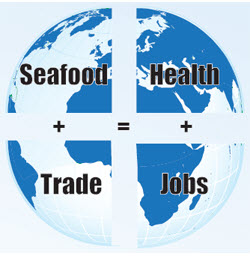 Seafood Health
+ = +
Trade Jobs